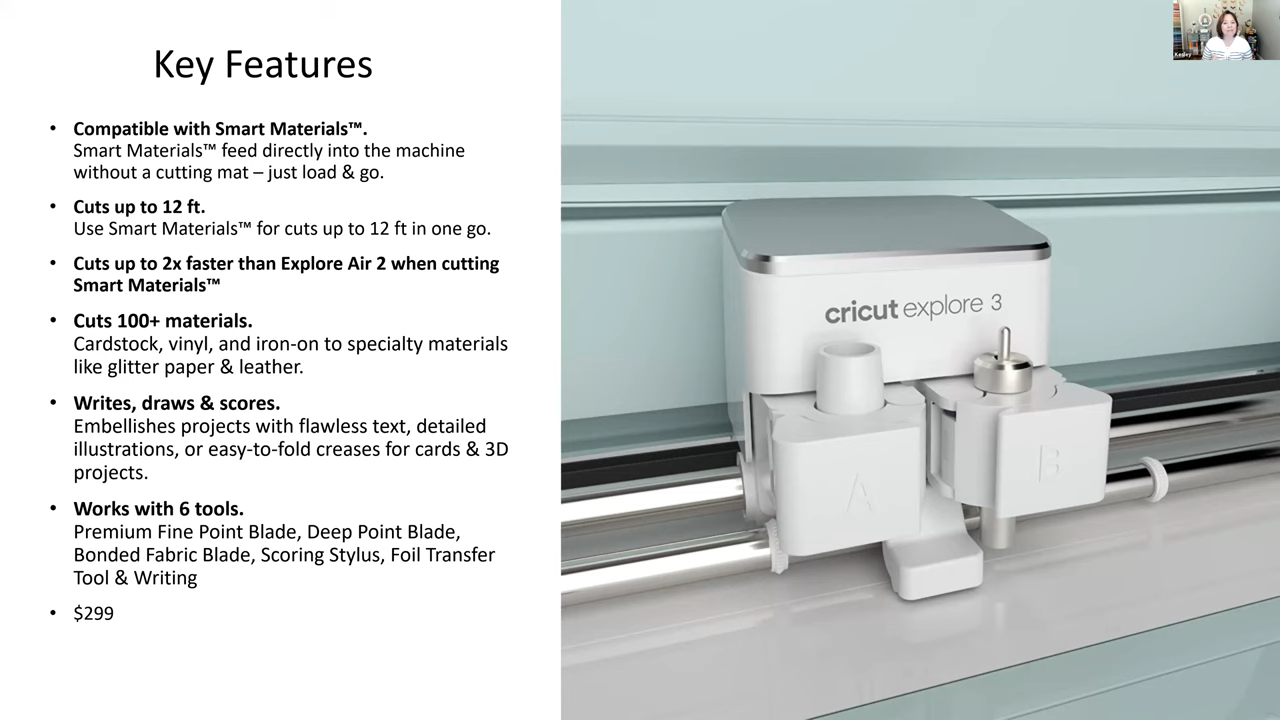 Key Features
• Compatible with Smart Materials™.
Smart Materials™ feed directly into the machine
without a cutting mat – just load & go.
• Cuts up to 12 ft.
Use Smart Materials™ for cuts up to 12 ft in one go.
• Cuts up to 2x faster than Explore Air 2 when cutting
Smart Materials™
• Cuts 100+ materials.
Cardstock, vinyl, and iron-on to specialty materials
like glitter paper & leather.
• Writes, draws & scores.
Embellishes projects with flawless text, detailed
illustrations, or easy-to-fold creases for cards & 3D
projects.
• Works with 6 tools.
Premium Fine Point Blade, Deep Point Blade,
Bonded Fabric Blade, Scoring Stylus, Foil Transfer
Tool & Writing
• $299
cricut explore 3
A
B